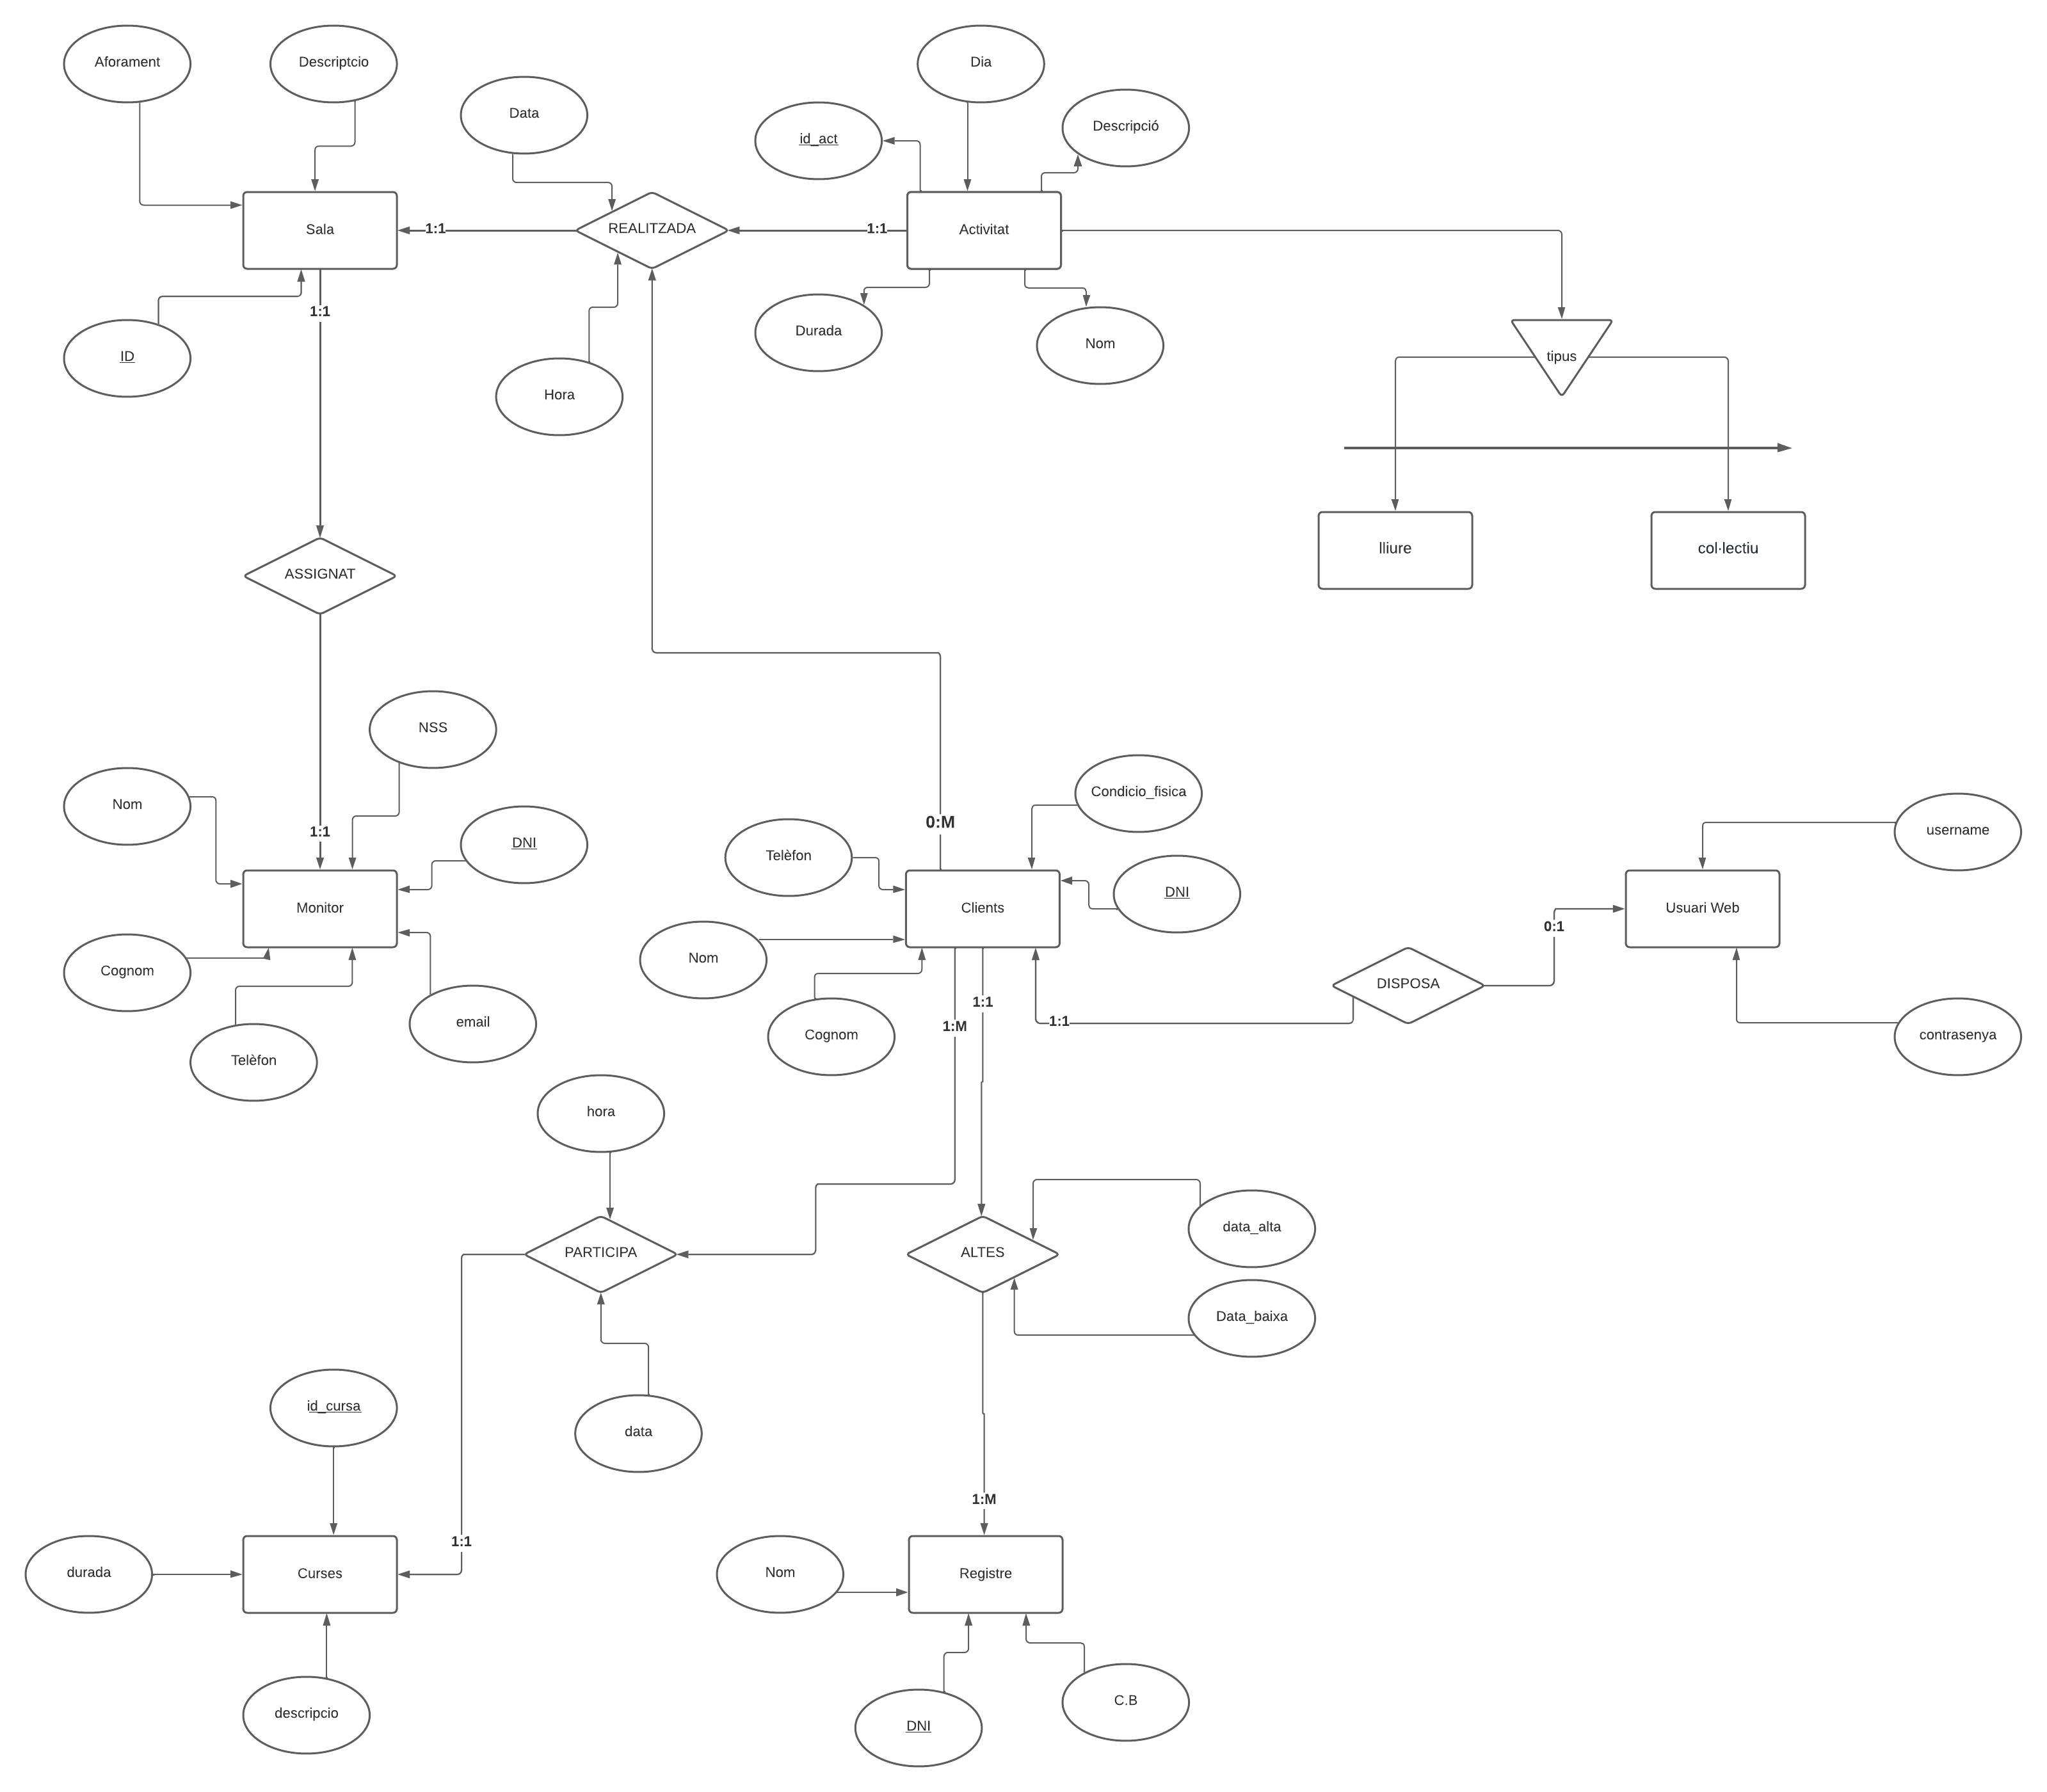 Aforament
Descriptcio
Dia
Data
Descripció
id_act
Sala
1:1
REALITZADA
1:1
Activitat
1:1
Durada
Nom
tipus
ID
Hora
lliure
col·lectiu
ASSIGNAT
NSS
Nom
Condicio_fisica
0:M
username
1:1
DNI
Telèfon
DNI
Monitor
Clients
Usuari Web
0:1
Nom
Cognom
DISPOSA
1:1
1:1
1:M
email
Cognom
contrasenya
Telèfon
hora
data_alta
PARTICIPA
ALTES
Data_baixa
id_cursa
data
1:M
1:1
durada
Curses
Nom
Registre
descripcio
C.B
DNI